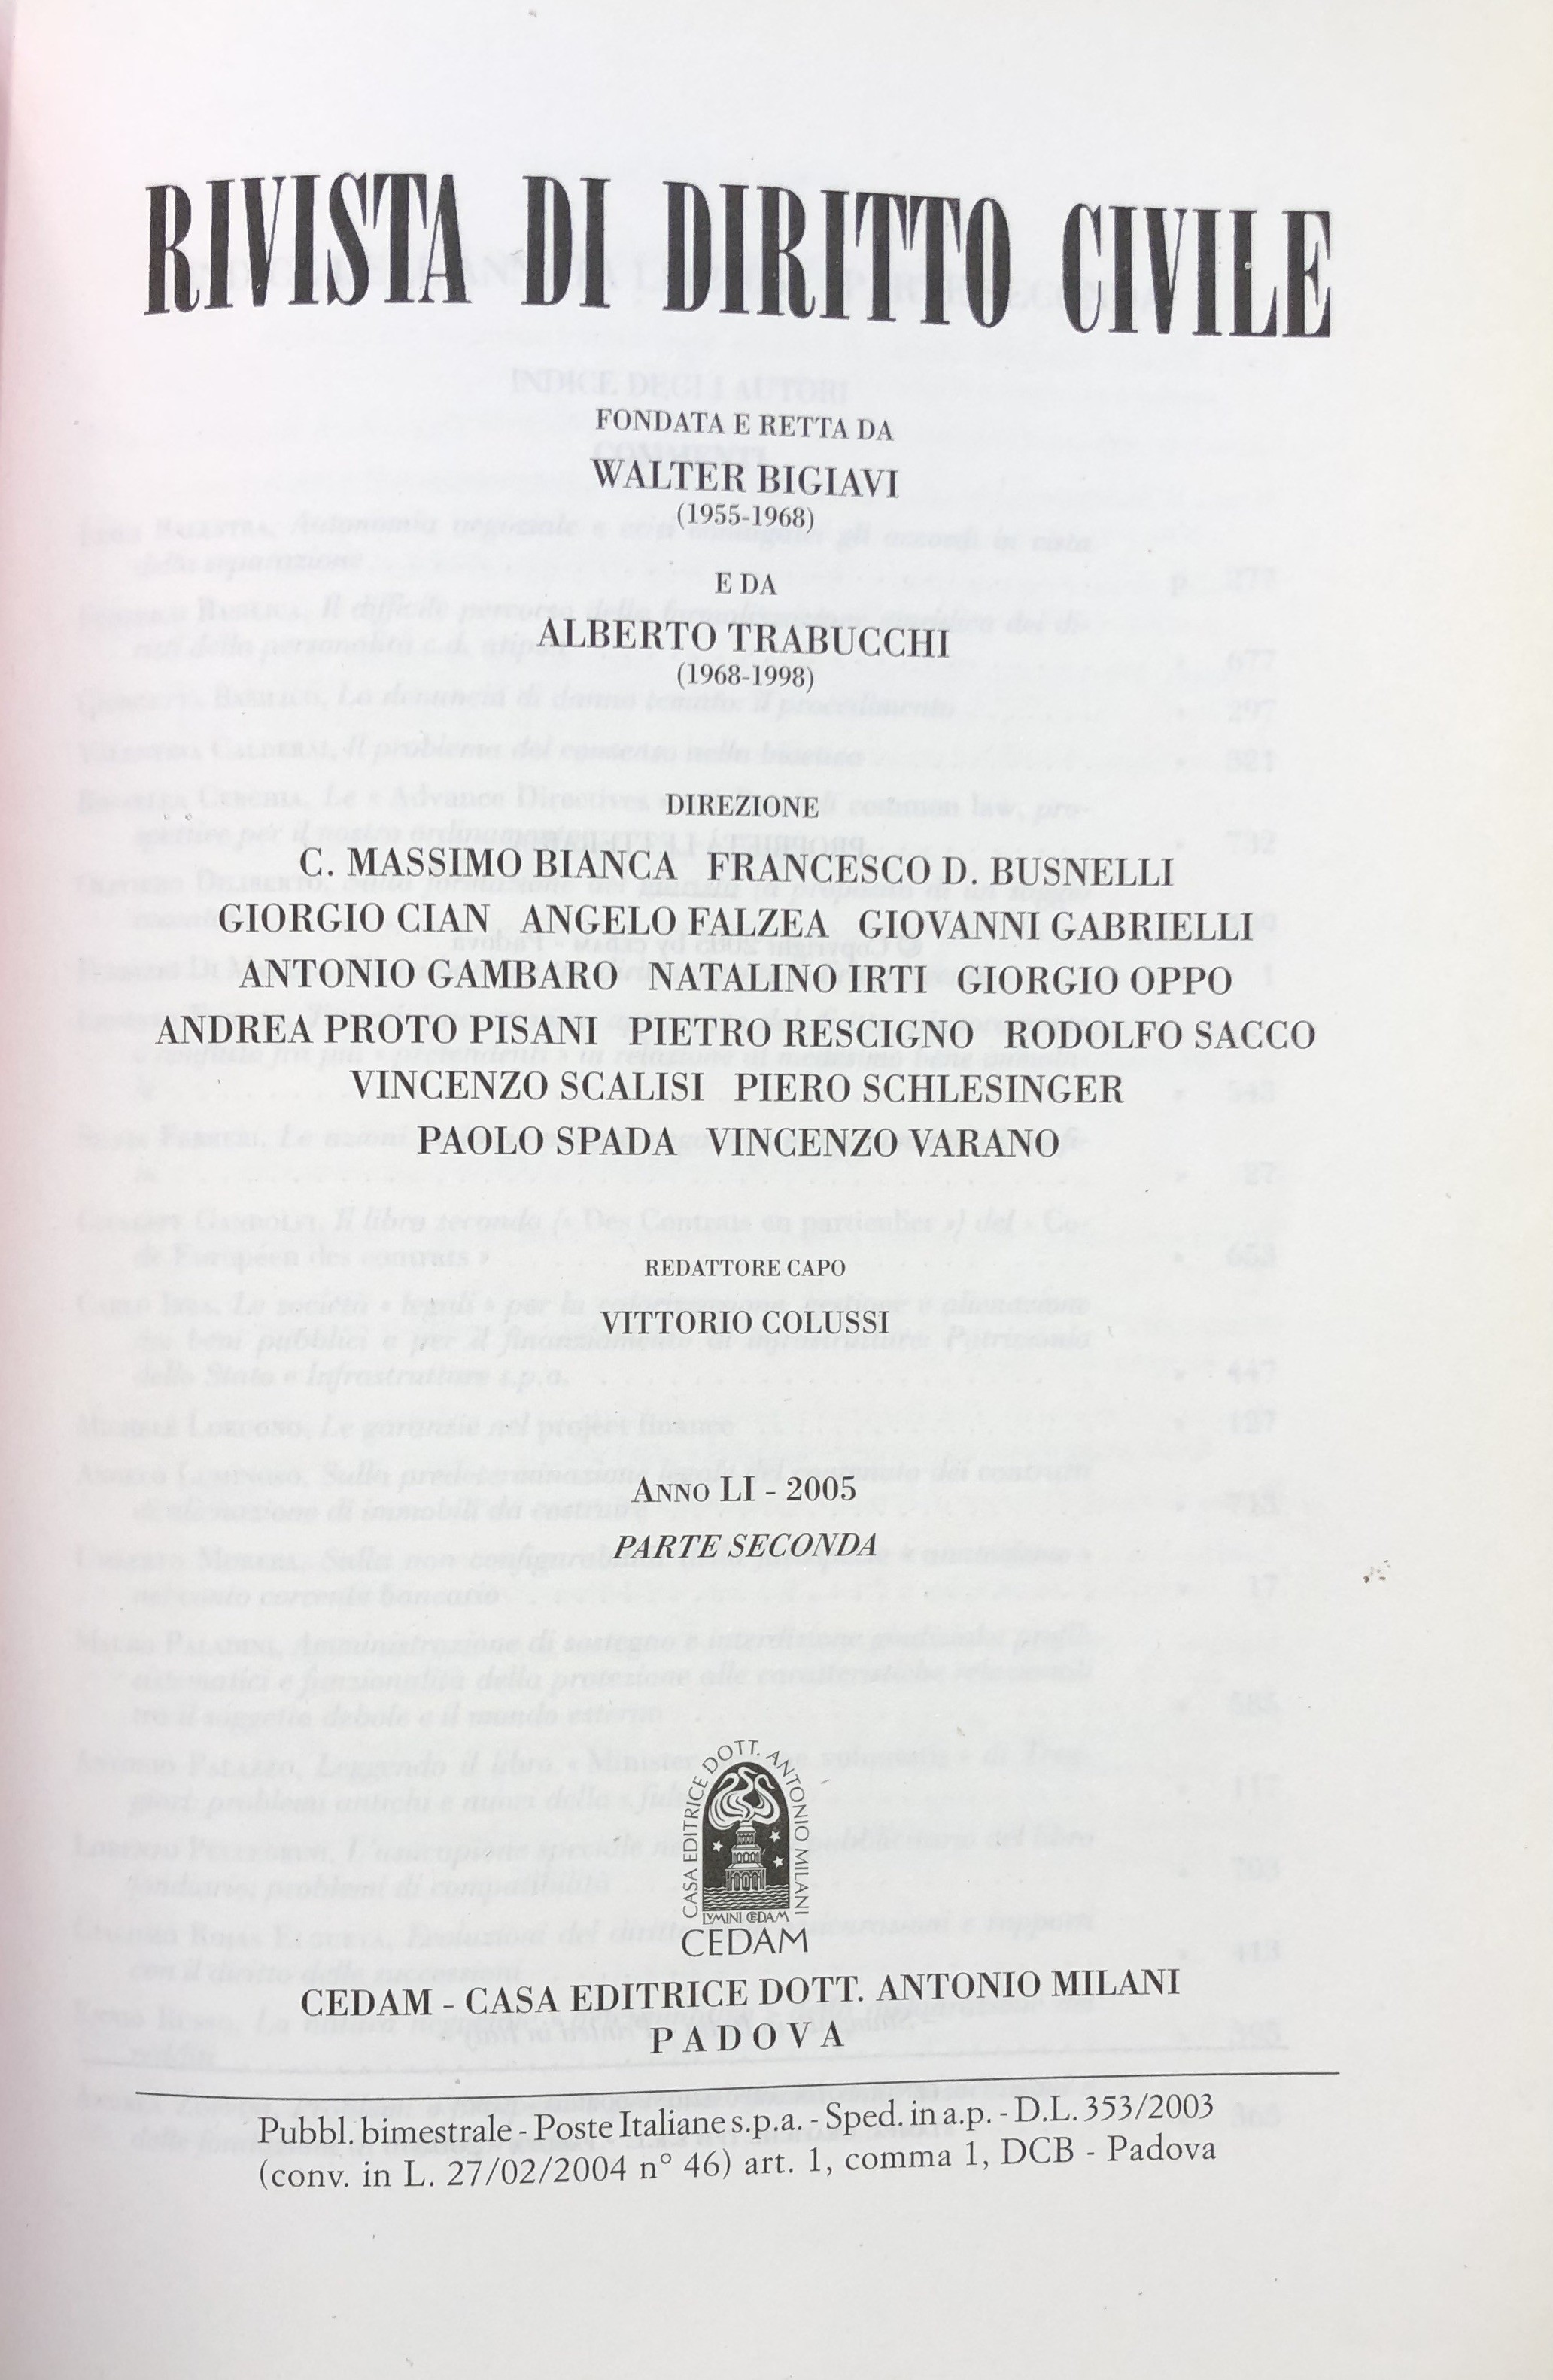 RIVISTA DI DIRITTO CIVILE
FONDATA E RETTA DA
WALTER BIGIAVI
(1955-1968)
E DA
ALBERTO TRABUCCHI
(1968-1998)
DIREZIONE
C. MASSIMO BIANCA FRANCESCO D. BUSNELLI
GIORGIO CIAN ANGELO FALZEA GIOVANNI GABRIELLI
ANTONIO GAMBARO NATALINO IRTI GIORGIO OPPO
ANDREA PROTO PISANI PIETRO RESCIGNO RODOLFO SACCO
VINCENZO SCALISI PIERO SCHLESINGER
PAOLO SPADA VINCENZO VARANO
REDATTORE CAPO
VITTORIO COLUSSI
ANNO LI - 2005
PARTE SECONDA
CASA EDITRICE DOTT. ANTONIO MILANI
LVMINI CEDAM
CEDAM
CEDAM - CASA EDITRICE DOTT. ANTONIO MILANI
PADOVA
Pubbl. bimestrale - Poste Italiane s.p.a. - Sped. in a.p. - D.L. 353/2003
(conv. in L. 27/02/2004 n° 46) art. 1, comma 1, DCB - Padova